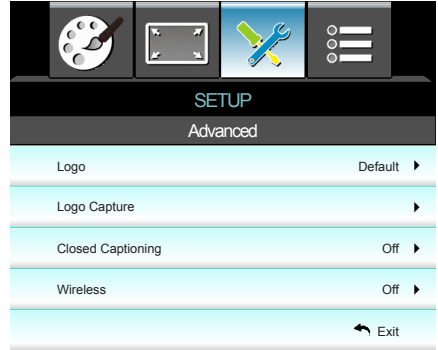 SETUP
Advanced
Logo Default
Logo Capture
Closed Captioning Off
Wireless Off
Exit